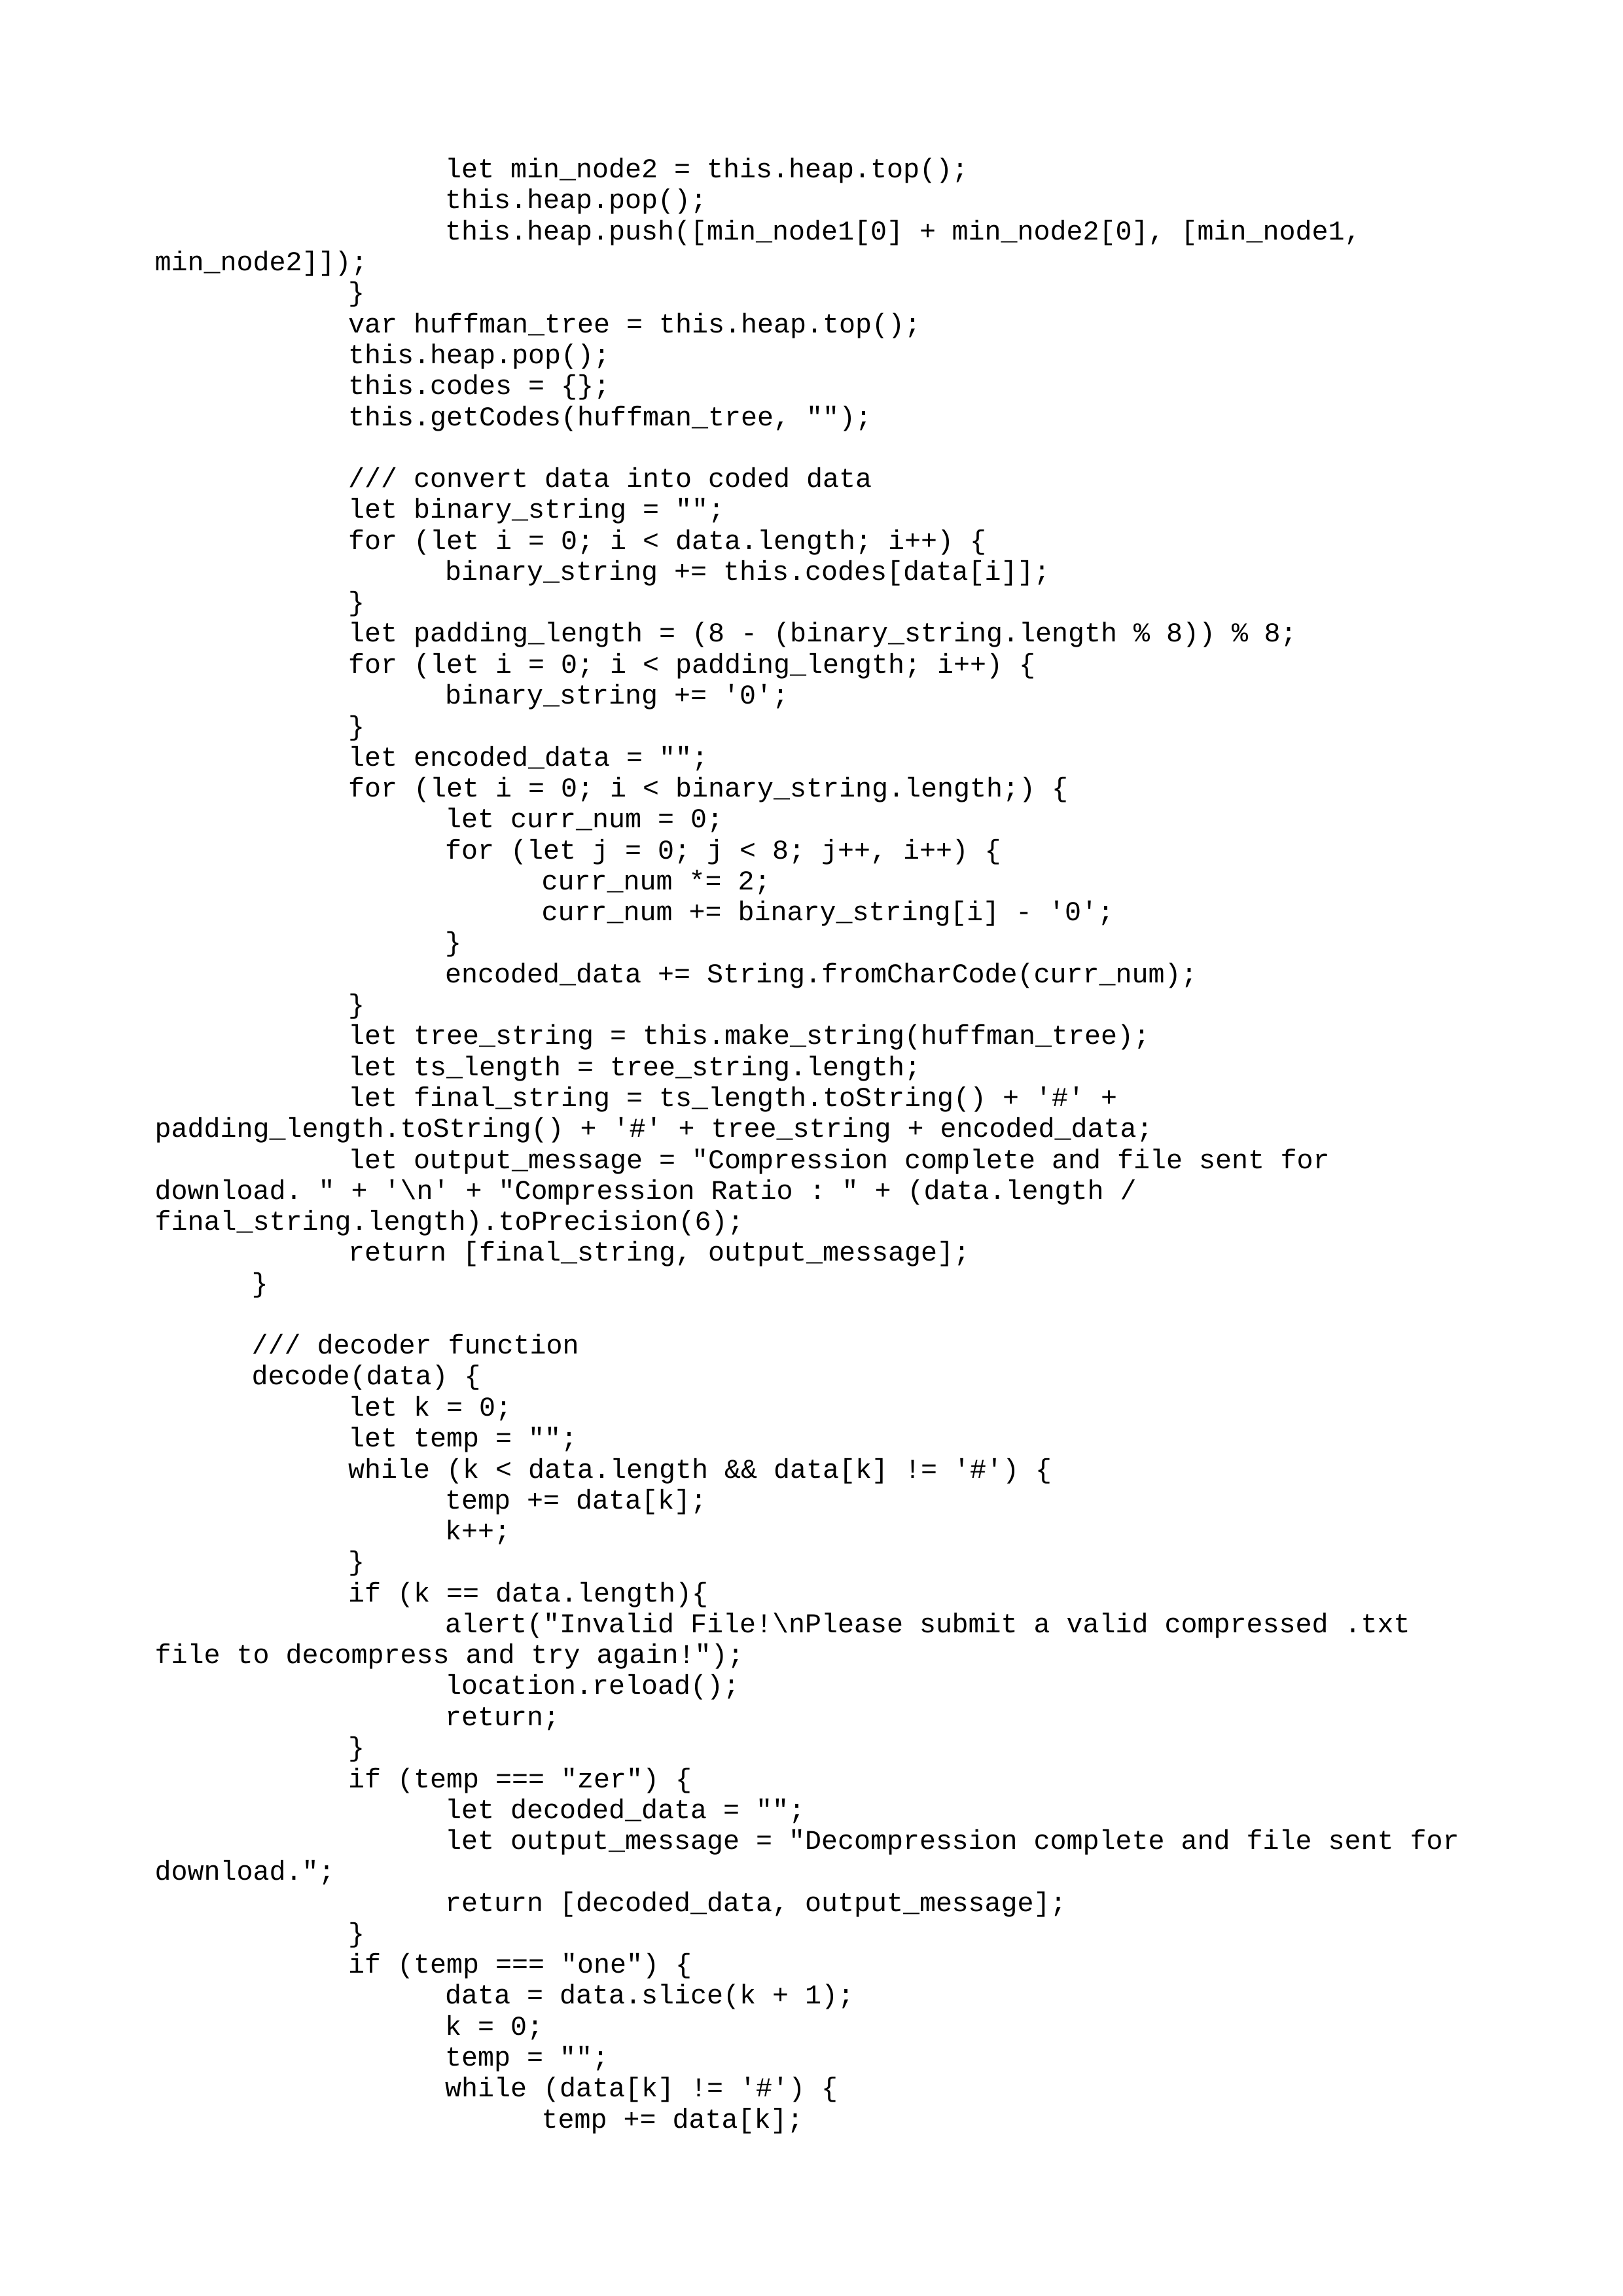 let min_node2 = this.heap.top();
this.heap.pop();
this.heap.push([min_node1[0] + min_node2[0], [min_node1,
min_node2]]);
}
var huffman_tree = this.heap.top();
this.heap.pop();
this.codes = {};
this.getCodes(huffman_tree, "");

/// convert data into coded data
let binary_string = "";
for (let i = 0; i < data.length; i++) {
binary_string += this.codes[data[i]];
}
let padding_length = (8 - (binary_string.length % 8)) % 8;
for (let i = 0; i < padding_length; i++) {
binary_string += '0';
}
let encoded_data = "";
for (let i = 0; i < binary_string.length;) {
let curr_num = 0;
for (let j = 0; j < 8; j++, i++) {
curr_num *= 2;
curr_num += binary_string[i] - '0';
}
encoded_data += String.fromCharCode(curr_num);
}
let tree_string = this.make_string(huffman_tree);
let ts_length = tree_string.length;
let final_string = ts_length.toString() + '#' +
padding_length.toString() + '#' + tree_string + encoded_data;
let output_message = "Compression complete and file sent for
download. " + '\n' + "Compression Ratio : " + (data.length /
final_string.length).toPrecision(6);
return [final_string, output_message];
}

/// decoder function
decode(data) {
let k = 0;
let temp = "";
while (k < data.length && data[k] != '#') {
temp += data[k];
k++;
}
if (k == data.length){
alert("Invalid File!\nPlease submit a valid compressed .txt
file to decompress and try again!");
location.reload();
return;
}
if (temp === "zer") {
let decoded_data = "";
let output_message = "Decompression complete and file sent for
download.";
return [decoded_data, output_message];
}
if (temp === "one") {
data = data.slice(k + 1);
k = 0;
temp = "";
while (data[k] != '#') {
temp += data[k];